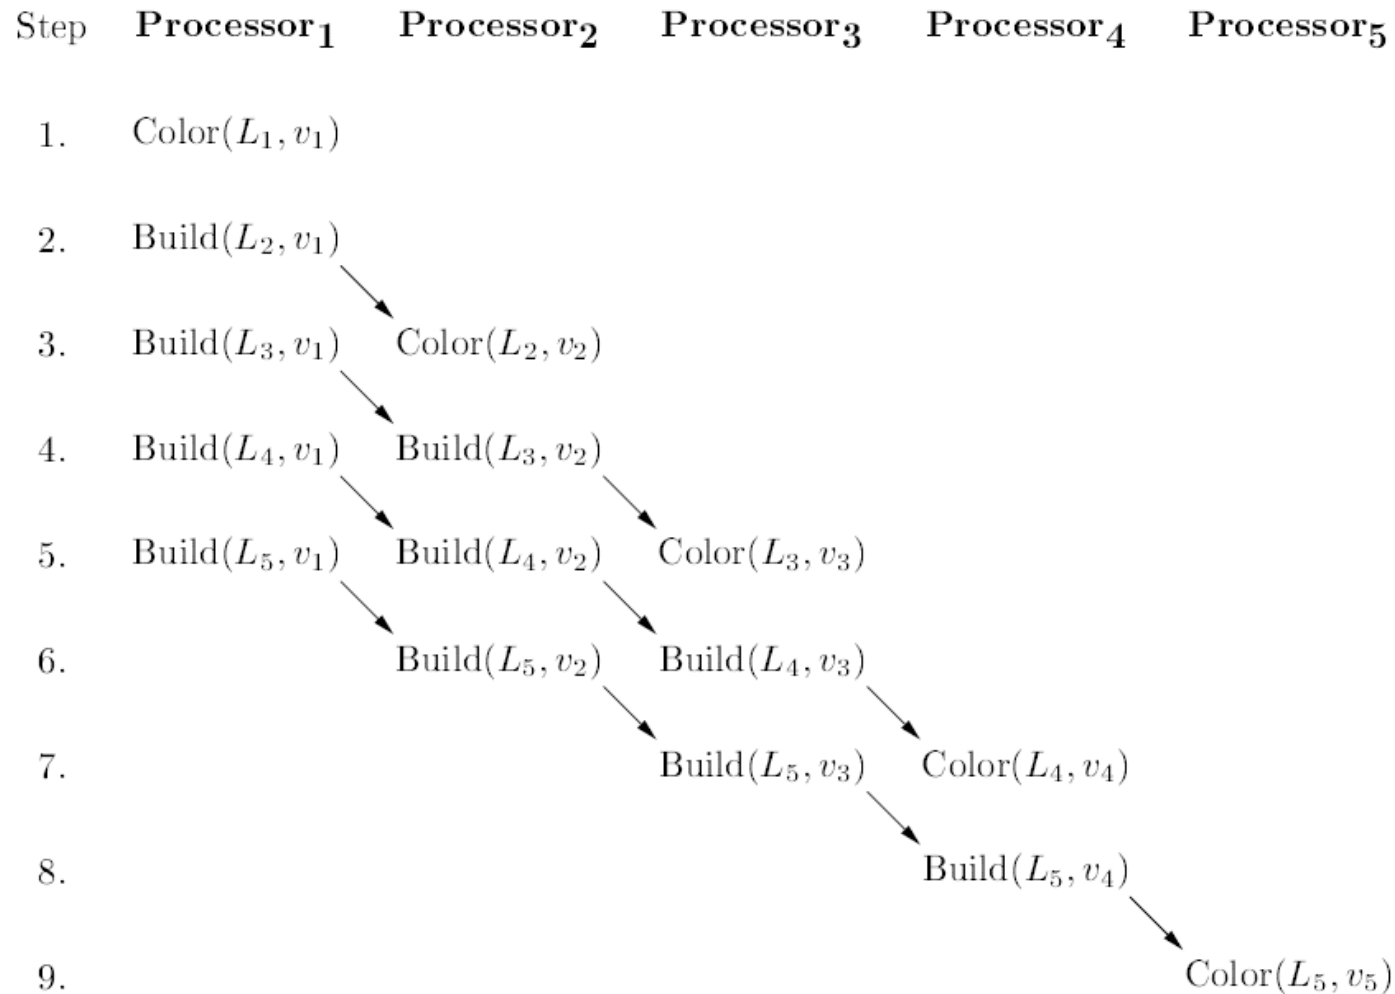 Step Processor₁ Processor₂ Processor₃ Processor₄ Processor₅
1. Color(L₁, v₁)
2. Build(L₂, v₁)
3. Build(L₃, v₁) Color(L₂, v₂)
4. Build(L₄, v₁) Build(L₃, v₂)
5. Build(L₅, v₁) Build(L₄, v₂) Color(L₃, v₃)
6. Build(L₅, v₂) Build(L₄, v₃)
7. Build(L₅, v₃) Color(L₄, v₄)
8. Build(L₅, v₄)
9. Color(L₅, v₅)